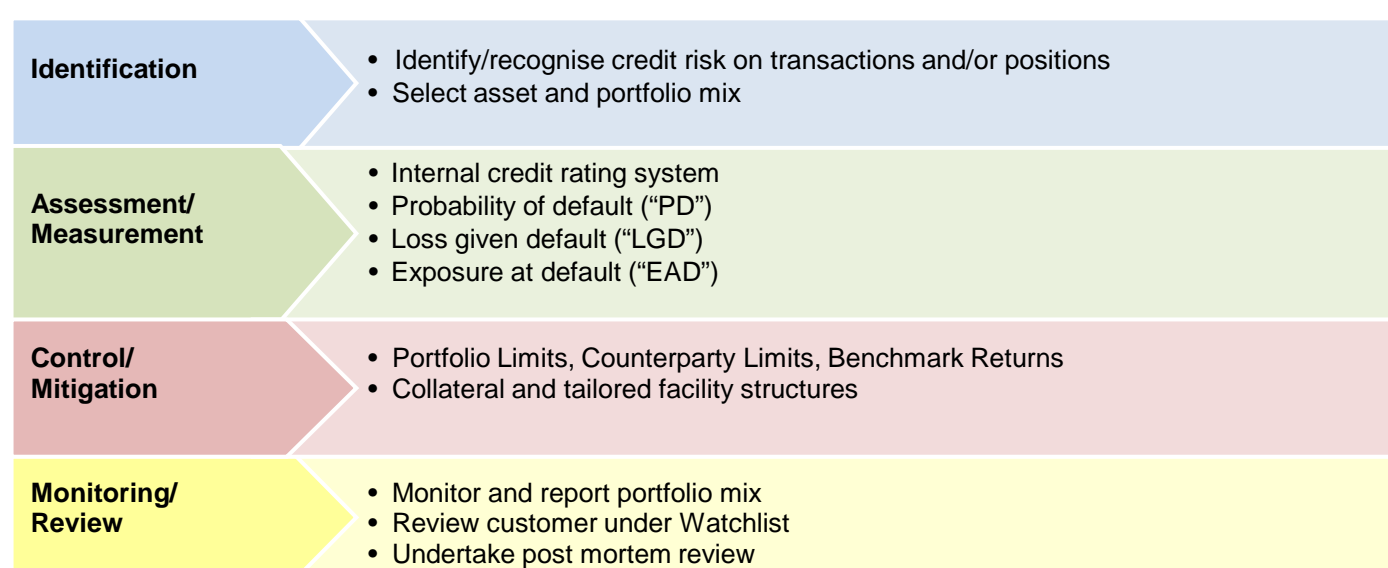 Identification
• Identify/recognise credit risk on transactions and/or positions
• Select asset and portfolio mix
Assessment/
Measurement
• Internal credit rating system
• Probability of default (“PD”)
• Loss given default (“LGD”)
• Exposure at default (“EAD”)
Control/
Mitigation
• Portfolio Limits, Counterparty Limits, Benchmark Returns
• Collateral and tailored facility structures
Monitoring/
Review
• Monitor and report portfolio mix
• Review customer under Watchlist
• Undertake post mortem review